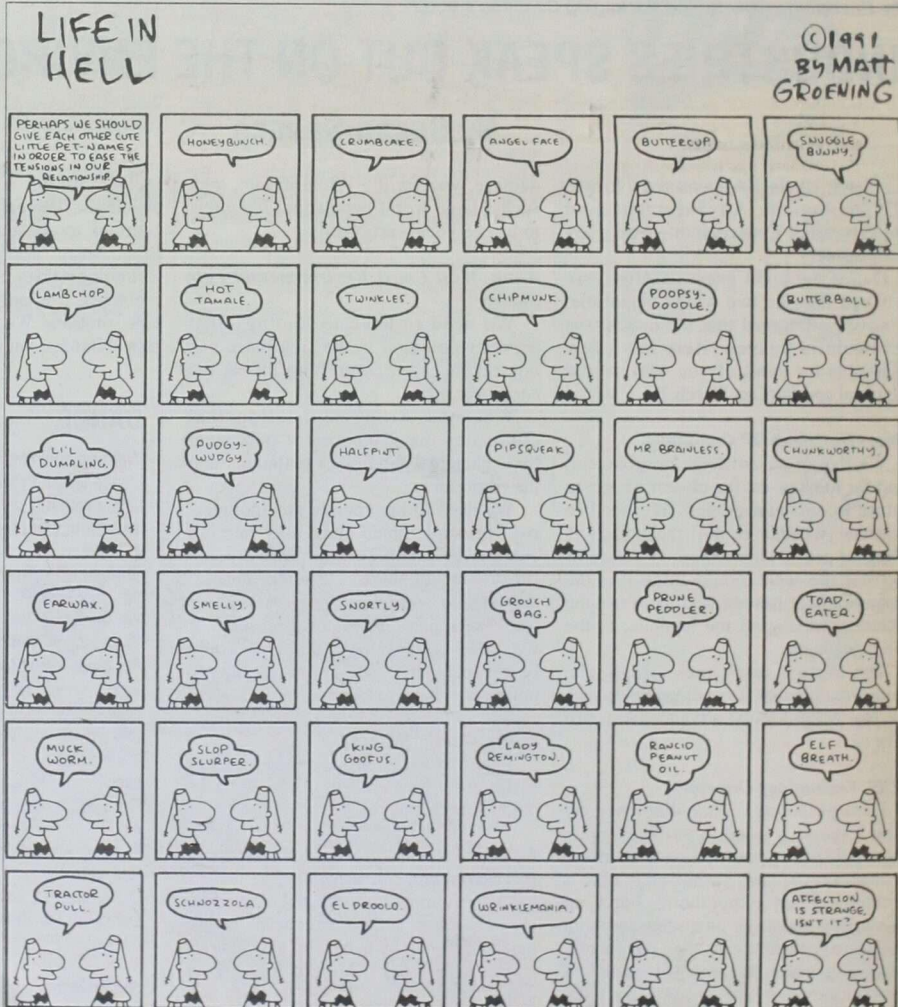 LIFE IN
HELL
©1991
BY MATT
GROENING
PERHAPS WE SHOULD
GIVE EACH OTHER CUTE
LITTLE PET-NAMES
IN ORDER TO EASE THE
TENSIONS IN OUR
RELATIONSHIP.
HONEYBUNCH.
CRUMBCAKE.
ANGEL FACE
BUTTERCUP.
SNUGGLE
BUNNY.
LAMBCHOP.
HOT
TAMALE.
TWINKLES.
CHIPMUNK.
POOPSY-
DOODLE.
BUTTERBALL.
LI'L
DUMPLING.
PUDGY-
WUDGY.
HALFPINT
PIPSQUEAK
MR BRAINLESS.
CHUNKWORTHY.
EARWAX.
SMELLY.
SNORTLY.
GROUCH
BAG.
PRUNE
PEDDLER.
TOAD-
EATER.
MUCK
WORM.
SLOP
SLURPER.
KING
GOOFUS.
LADY
REMINGTON.
RANCID
PEANUT
OIL.
ELF
BREATH.
TRACTOR
PULL.
SCHNOZZOLA.
EL DROOLO.
WRINKLEMANIA.
AFFECTION
IS STRANGE,
ISN'T IT?